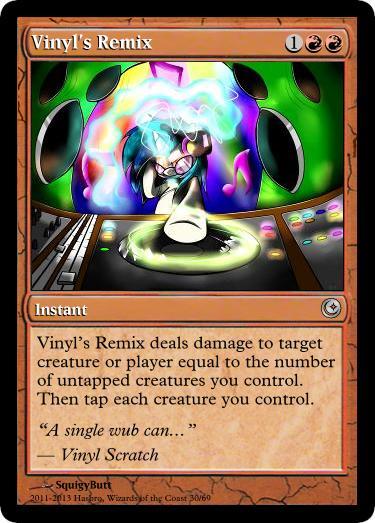 Vinyl's Remix 1
Instant
Vinyl's Remix deals damage to target
creature or player equal to the number
of untapped creatures you control.
Then tap each creature you control.
"A single wub can..."
— Vinyl Scratch
SquigyButt
2011-2013 Hasbro, Wizards of the Coast 30/69